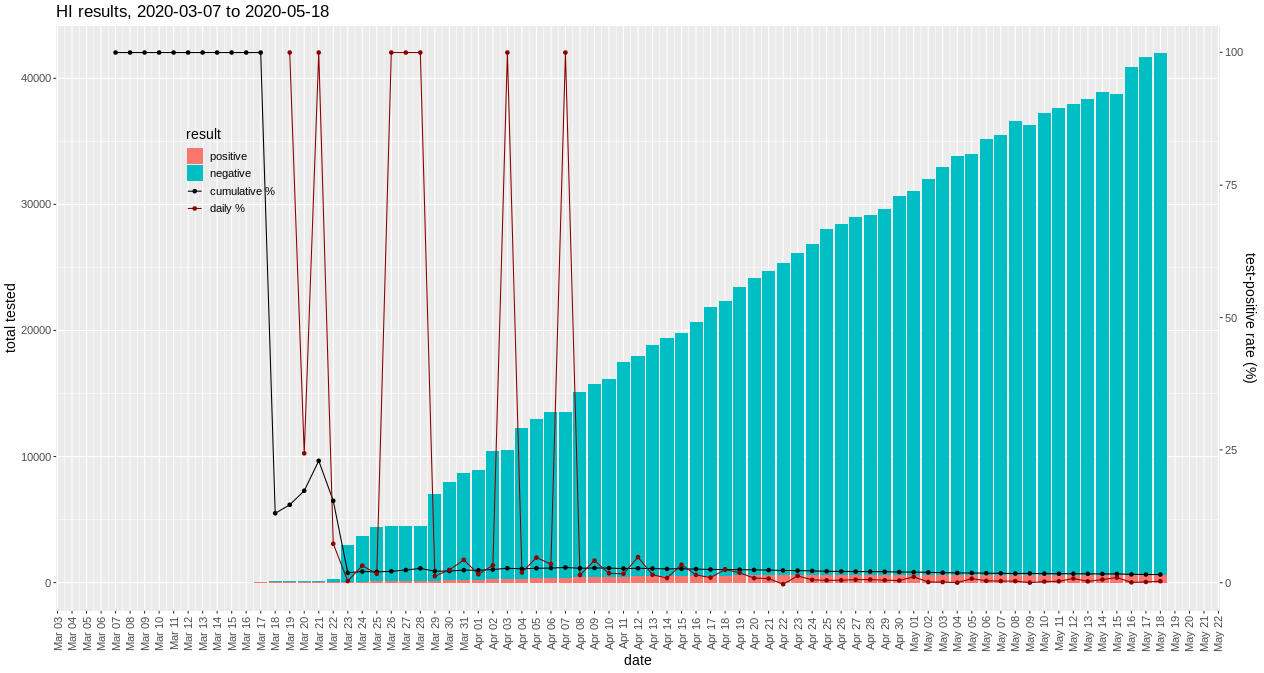 HI results, 2020-03-07 to 2020-05-18
total tested
40000
30000
20000
10000
0
result
positive
negative
cumulative %
daily %
100
75
50
25
0
test-positive rate (%)
Mar 03
Mar 04
Mar 05
Mar 06
Mar 07
Mar 08
Mar 09
Mar 10
Mar 11
Mar 12
Mar 13
Mar 14
Mar 15
Mar 16
Mar 17
Mar 18
Mar 19
Mar 20
Mar 21
Mar 22
Mar 23
Mar 24
Mar 25
Mar 26
Mar 27
Mar 28
Mar 29
Mar 30
Mar 31
Apr 01
Apr 02
Apr 03
Apr 04
Apr 05
Apr 06
Apr 07
Apr 08
Apr 09
Apr 10
Apr 11
Apr 12
Apr 13
Apr 14
Apr 15
Apr 16
Apr 17
Apr 18
Apr 19
Apr 20
Apr 21
Apr 22
Apr 23
Apr 24
Apr 25
Apr 26
Apr 27
Apr 28
Apr 29
Apr 30
May 01
May 02
May 03
May 04
May 05
May 06
May 07
May 08
May 09
May 10
May 11
May 12
May 13
May 14
May 15
May 16
May 17
May 18
May 19
May 20
May 21
May 22
date